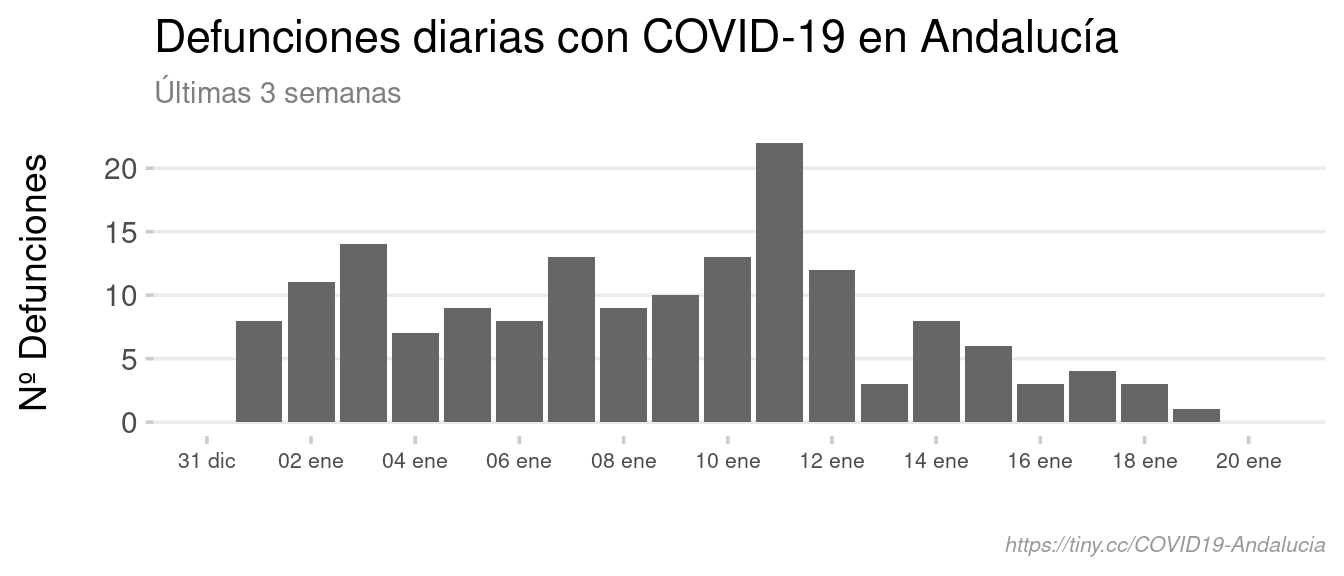 Defunciones diarias con COVID-19 en Andalucía
Últimas 3 semanas
Nº Defunciones
20
15
10
5
0
31 dic 02 ene 04 ene 06 ene 08 ene 10 ene 12 ene 14 ene 16 ene 18 ene 20 ene
https://tiny.cc/COVID19-Andalucia